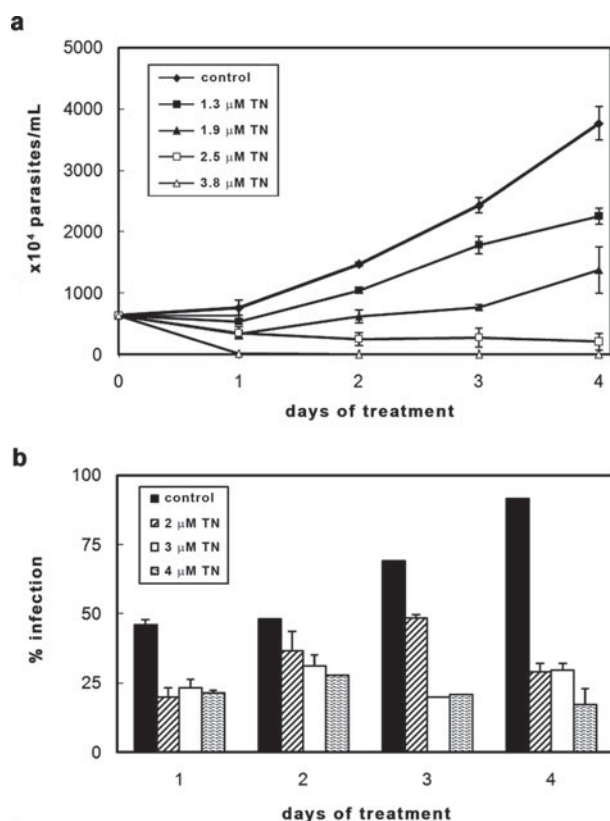 a
5000
4000
3000
2000
1000
0
x10⁴ parasites/mL
control
1.3 μM TN
1.9 μM TN
2.5 μM TN
3.8 μM TN
0 1 2 3 4
days of treatment
b
100
75
50
25
0
% infection
control
2 μM TN
3 μM TN
4 μM TN
1 2 3 4
days of treatment